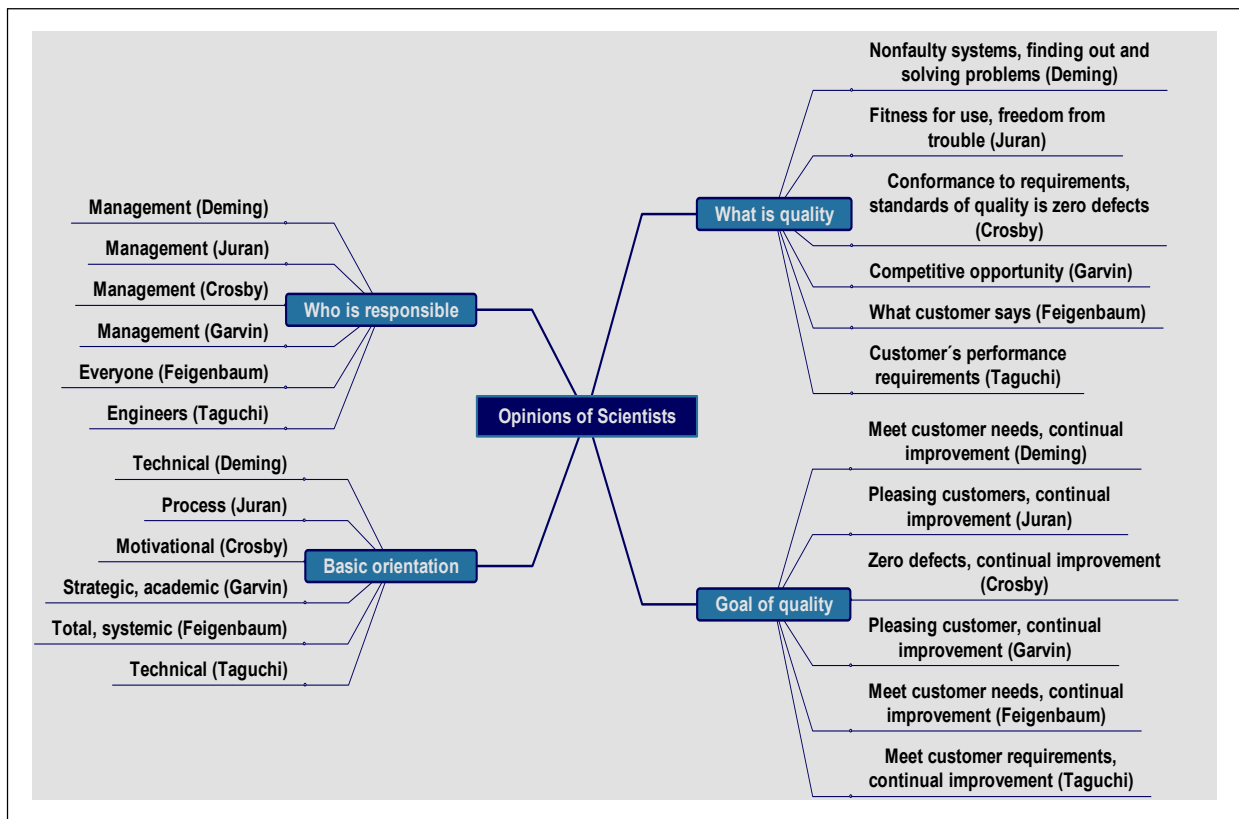 Opinions of Scientists
What is quality
Nonfaulty systems, finding out and
solving problems (Deming)
Fitness for use, freedom from
trouble (Juran)
Conformance to requirements,
standards of quality is zero defects
(Crosby)
Competitive opportunity (Garvin)
What customer says (Feigenbaum)
Customer´s performance
requirements (Taguchi)
Goal of quality
Meet customer needs, continual
improvement (Deming)
Pleasing customers, continual
improvement (Juran)
Zero defects, continual improvement
(Crosby)
Pleasing customer, continual
improvement (Garvin)
Meet customer needs, continual
improvement (Feigenbaum)
Meet customer requirements,
continual improvement (Taguchi)
Who is responsible
Management (Deming)
Management (Juran)
Management (Crosby)
Management (Garvin)
Everyone (Feigenbaum)
Engineers (Taguchi)
Basic orientation
Technical (Deming)
Process (Juran)
Motivational (Crosby)
Strategic, academic (Garvin)
Total, systemic (Feigenbaum)
Technical (Taguchi)